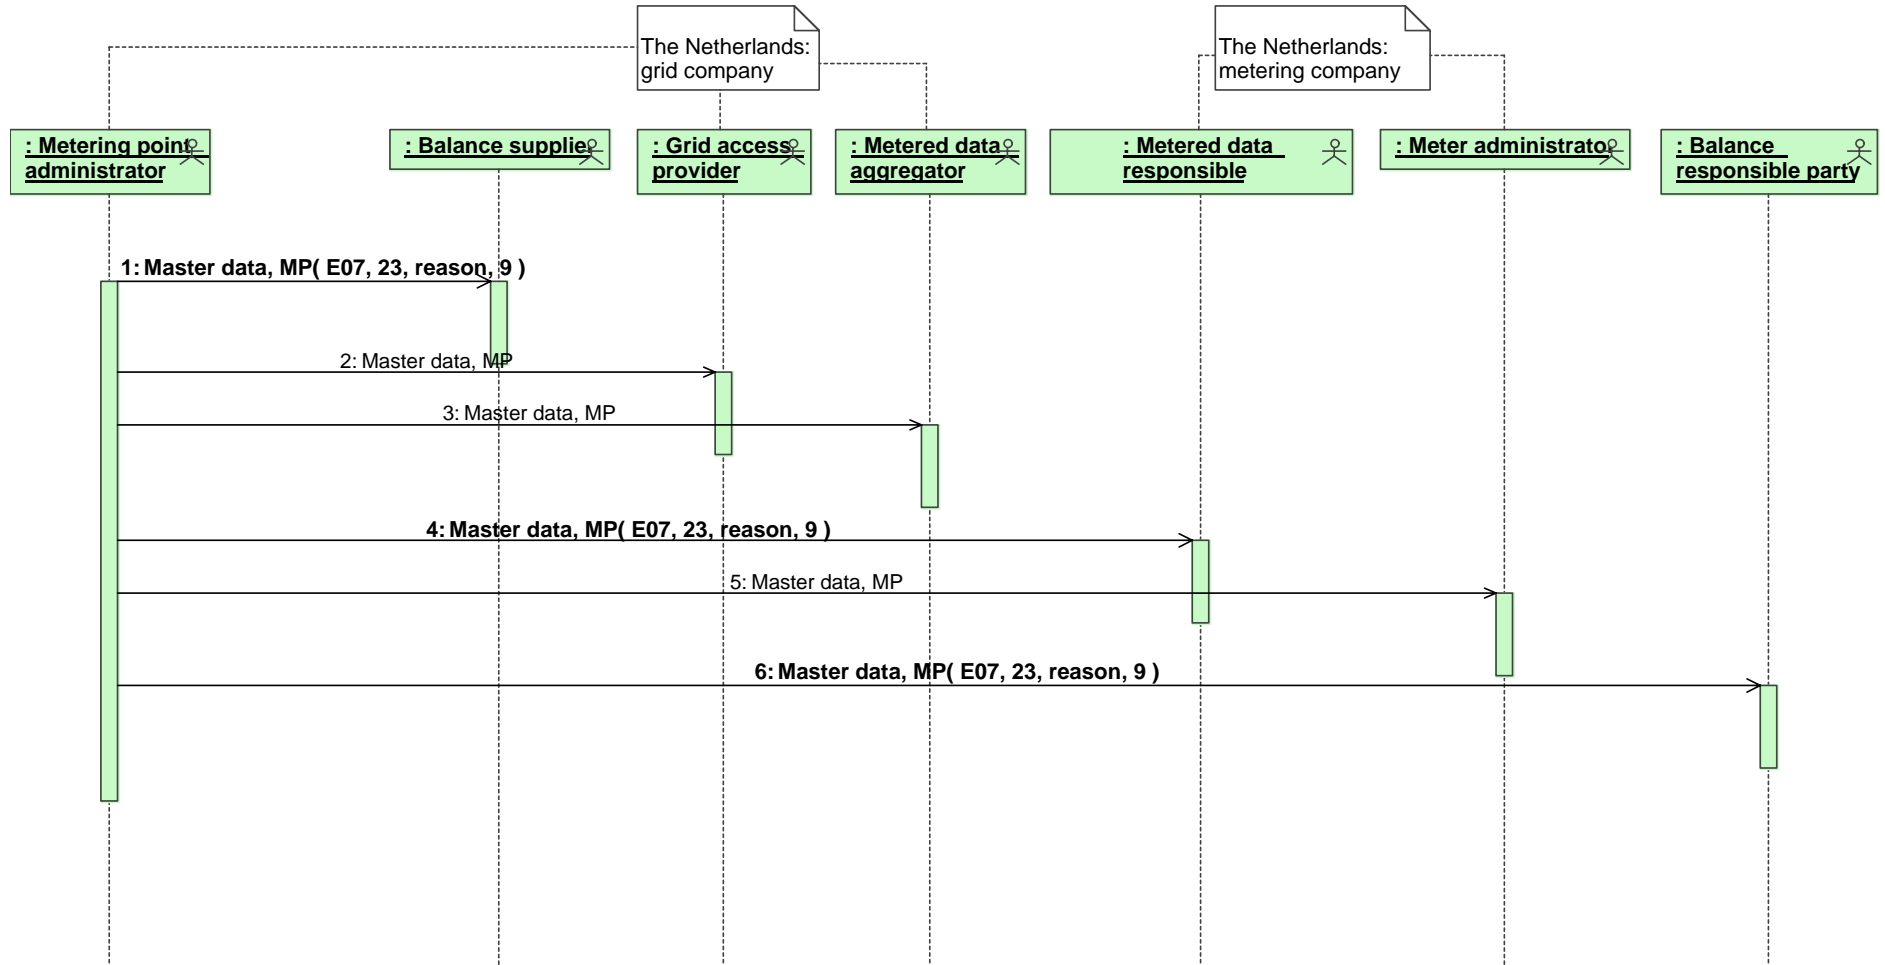 The Netherlands:
grid company
The Netherlands:
metering company
: Metering point
administrator
: Balance supplier
: Grid access
provider
: Metered data
aggregator
: Metered data
responsible
: Meter administrator
: Balance
responsible party
1: Master data, MP( E07, 23, reason, 9 )
2: Master data, MP
3: Master data, MP
4: Master data, MP( E07, 23, reason, 9 )
5: Master data, MP
6: Master data, MP( E07, 23, reason, 9 )